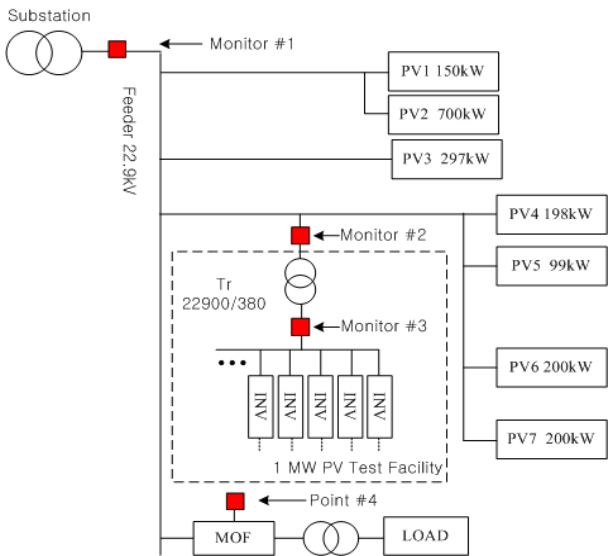 Substation
Monitor #1
Feeder 22.9kV
PV1 150kW
PV2 700kW
PV3 297kW
PV4 198kW
Monitor #2
PV5 99kW
Tr
22900/380
Monitor #3
PV6 200kW
•••
INV
INV
INV
INV
INV
PV7 200kW
1 MW PV Test Facility
Point #4
MOF
LOAD